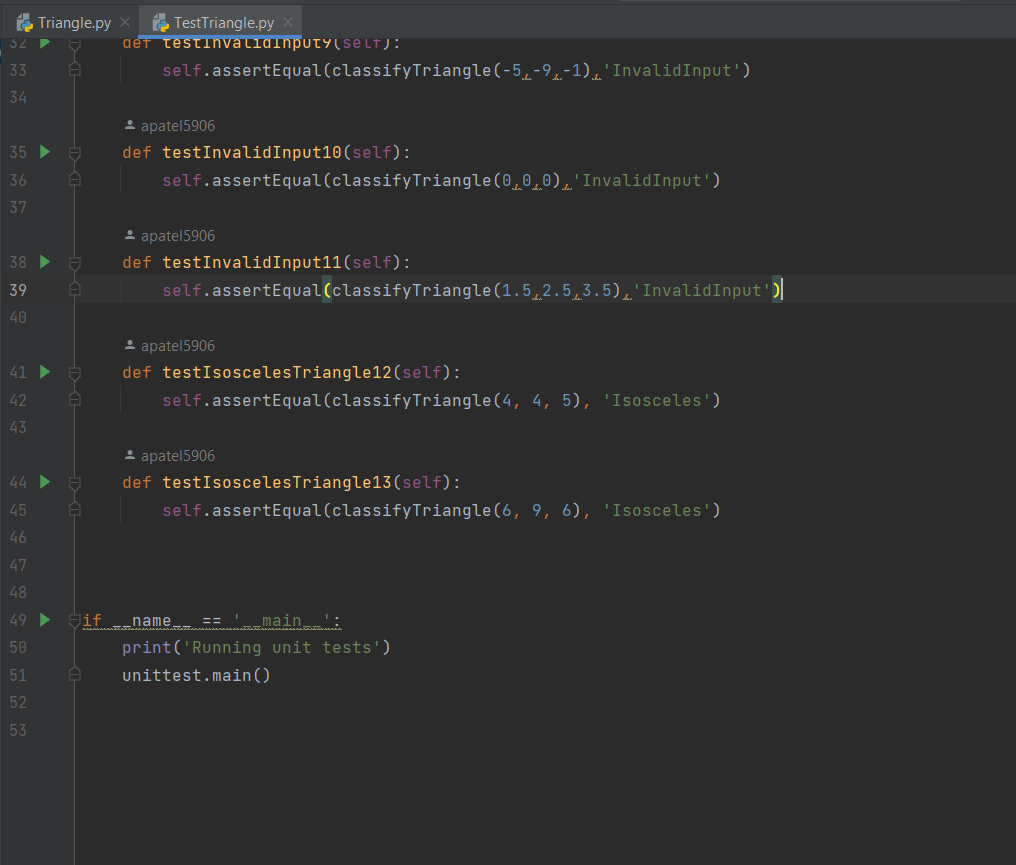 Triangle.py TestTriangle.py
32 def testInvalidInput9(self):
33 self.assertEqual(classifyTriangle(-5,-9,-1),'InvalidInput')
34
apatel5906
35 def testInvalidInput10(self):
36 self.assertEqual(classifyTriangle(0,0,0),'InvalidInput')
37
apatel5906
38 def testInvalidInput11(self):
39 self.assertEqual(classifyTriangle(1.5,2.5,3.5),'InvalidInput')
40
apatel5906
41 def testIsoscelesTriangle12(self):
42 self.assertEqual(classifyTriangle(4, 4, 5), 'Isosceles')
43
apatel5906
44 def testIsoscelesTriangle13(self):
45 self.assertEqual(classifyTriangle(6, 9, 6), 'Isosceles')
46
47
48
49 if __name__ == '__main__':
50 print('Running unit tests')
51 unittest.main()
52
53